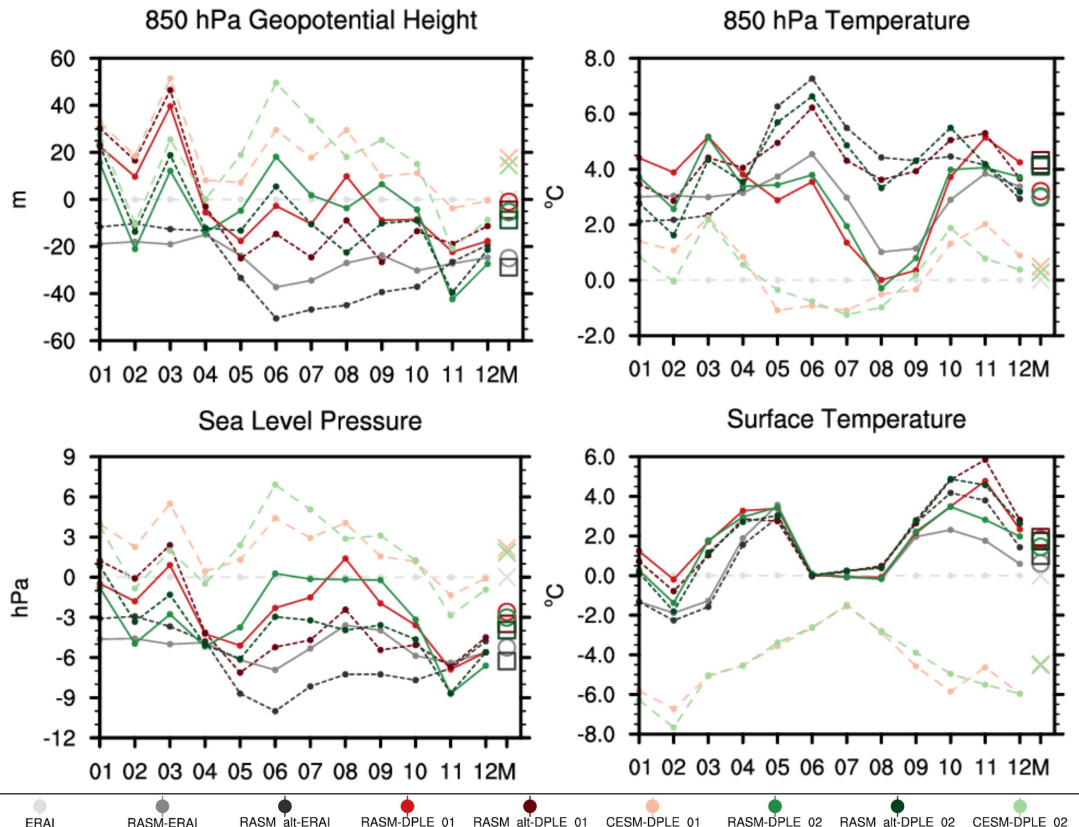 850 hPa Geopotential Height
850 hPa Temperature
60
40
20
0
-20
-40
-60
m
01 02 03 04 05 06 07 08 09 10 11 12M
8.0
6.0
4.0
2.0
0.0
-2.0
ºC
01 02 03 04 05 06 07 08 09 10 11 12M
Sea Level Pressure
Surface Temperature
9
6
3
0
-3
-6
-9
-12
hPa
01 02 03 04 05 06 07 08 09 10 11 12M
6.0
4.0
2.0
0.0
-2.0
-4.0
-6.0
-8.0
ºC
01 02 03 04 05 06 07 08 09 10 11 12M
ERAI RASM-ERAI RASM alt-ERAI RASM-DPLE 01 RASM alt-DPLE 01 CESM-DPLE 01 RASM-DPLE 02 RASM alt-DPLE 02 CESM-DPLE 02